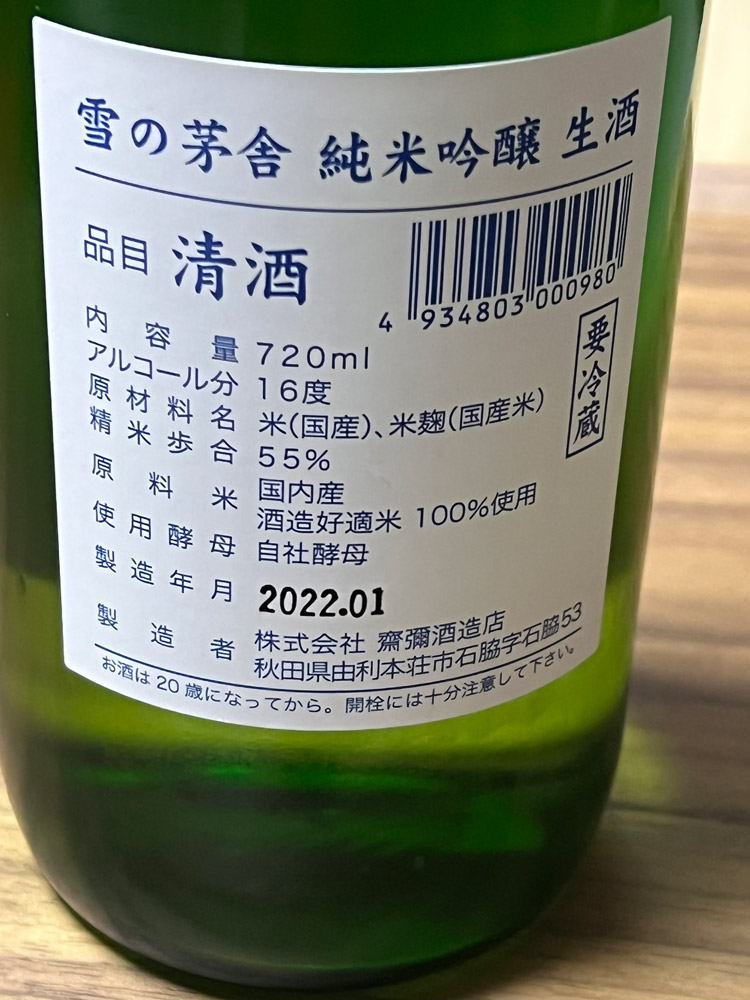 雪の茅舎 純米吟醸 生酒
品目 清酒
4 934803 000980
要冷蔵
内容量 720ml
アルコール分 16度
原材料名 米(国産)、米麹(国産米)
精米歩合 55%
原料米 国内産
酒造好適米 100%使用
使用酵母 自社酵母
製造年月 2022.01
製造者 株式会社 齋彌酒造店
秋田県由利本荘市石脇字石脇53
お酒は20歳になってから。開栓には十分注意して下さい。